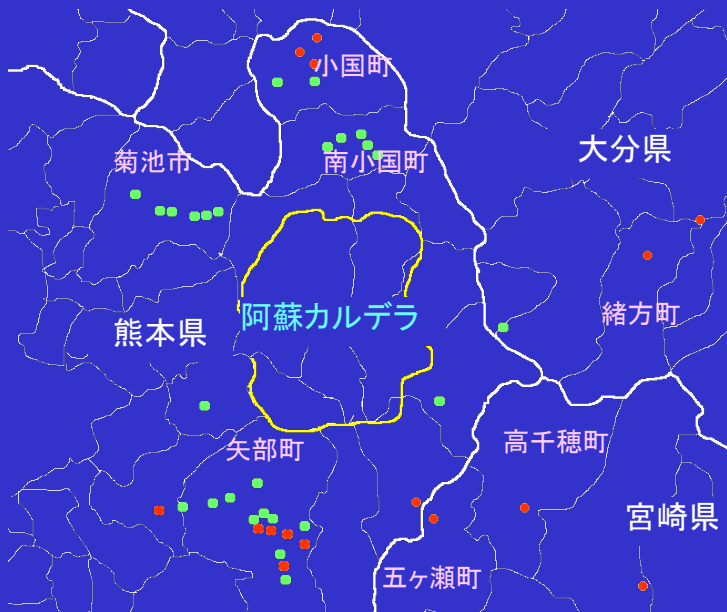 小国町
大分県
菊池市
南小国町
緒方町
阿蘇カルデラ
熊本県
矢部町
高千穂町
宮崎県
五ヶ瀬町